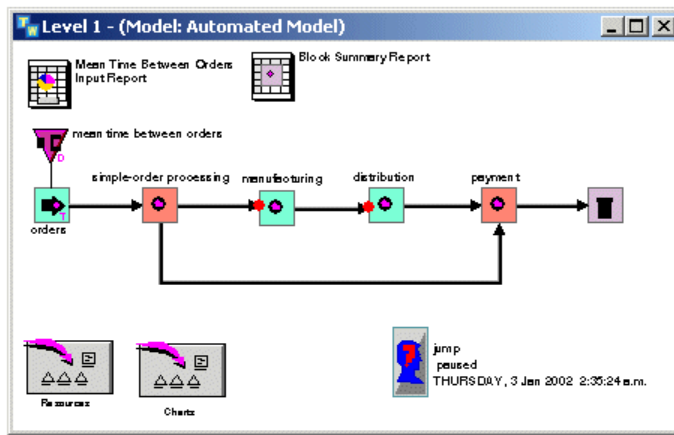 TW Level 1 - (Model: Automated Model)
Mean Time Between Orders
Input Report
Block Summary Report
mean time between orders
D
simple-order processing
manufacturing
distribution
payment
T
orders
jump
paused
THURSDAY, 3 Jan 2002 2:35:24 a.m.
Resources
Charts